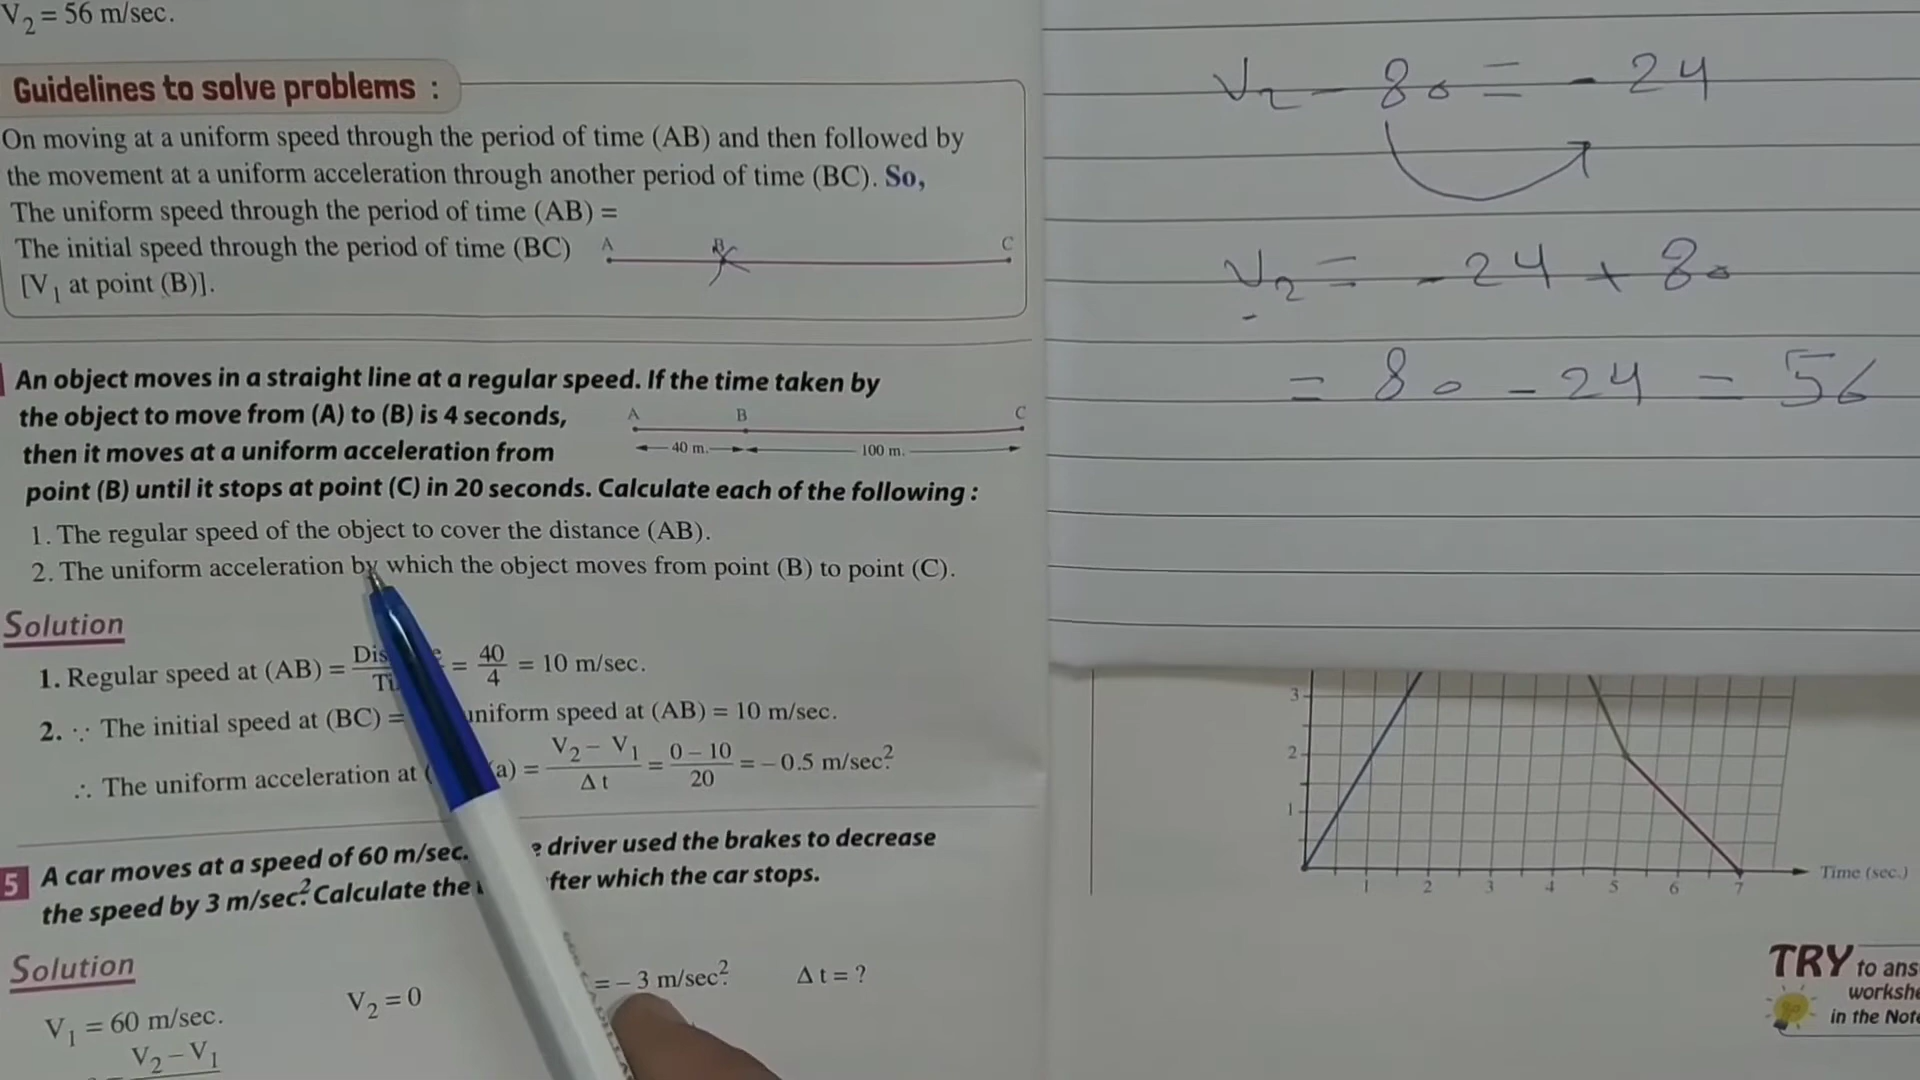 V2 = 56 m/sec.
Guidelines to solve problems :
On moving at a uniform speed through the period of time (AB) and then followed by
the movement at a uniform acceleration through another period of time (BC). So,
The uniform speed through the period of time (AB) =
The initial speed through the period of time (BC)
[V1 at point (B)].
A B C
An object moves in a straight line at a regular speed. If the time taken by
the object to move from (A) to (B) is 4 seconds,
then it moves at a uniform acceleration from
point (B) until it stops at point (C) in 20 seconds. Calculate each of the following :
A B C
40 m. 100 m.
1. The regular speed of the object to cover the distance (AB).
2. The uniform acceleration by which the object moves from point (B) to point (C).
Solution
1. Regular speed at (AB) = = 40/4 = 10 m/sec.
2. ∵ The initial speed at (BC) = uniform speed at (AB) = 10 m/sec.
∴ The uniform acceleration at (a) = V2 – V1 / Δ t = 0 – 10 / 20 = – 0.5 m/sec².
5 A car moves at a speed of 60 m/sec. driver used the brakes to decrease
the speed by 3 m/sec². Calculate the which the car stops.
Solution
V1 = 60 m/sec. V2 = 0 = – 3 m/sec². Δ t = ?
V2 – V1
V2 – 80 = – 24
V2 = – 24 + 80
= 80 – 24 = 56
3
2
1
1 2 3 4 5 6 7
Time (sec.)
TRY to
in the